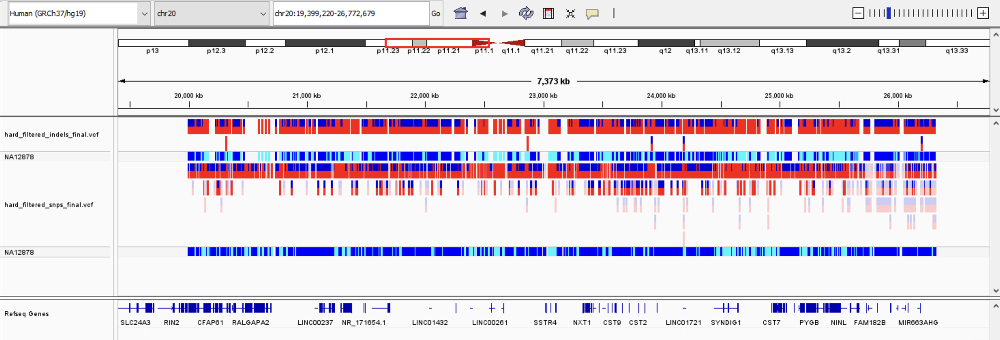 Human (GRCh37/hg19) chr20 chr20:19,399,220-26,772,679 Go
p13 p12.3 p12.2 p12.1 p11.23 p11.22 p11.21 p11.1 q11.1 q11.21 q11.22 q11.23 q12 q13.11 q13.12 q13.13 q13.2 q13.31 q13.33
7,373 kb
20,000 kb 21,000 kb 22,000 kb 23,000 kb 24,000 kb 25,000 kb 26,000 kb
hard_filtered_indels_final.vcf
NA12878
hard_filtered_snps_final.vcf
NA12878
Refseq Genes
SLC24A3 RIN2 CFAP61 RALGAPA2 LINC00237 NR_171654.1 LINC01432 LINC00261 SSTR4 NXT1 CST9 CST2 LINC01721 SYNDIG1 CST7 PYGB NINL FAM182B MIR663AHG